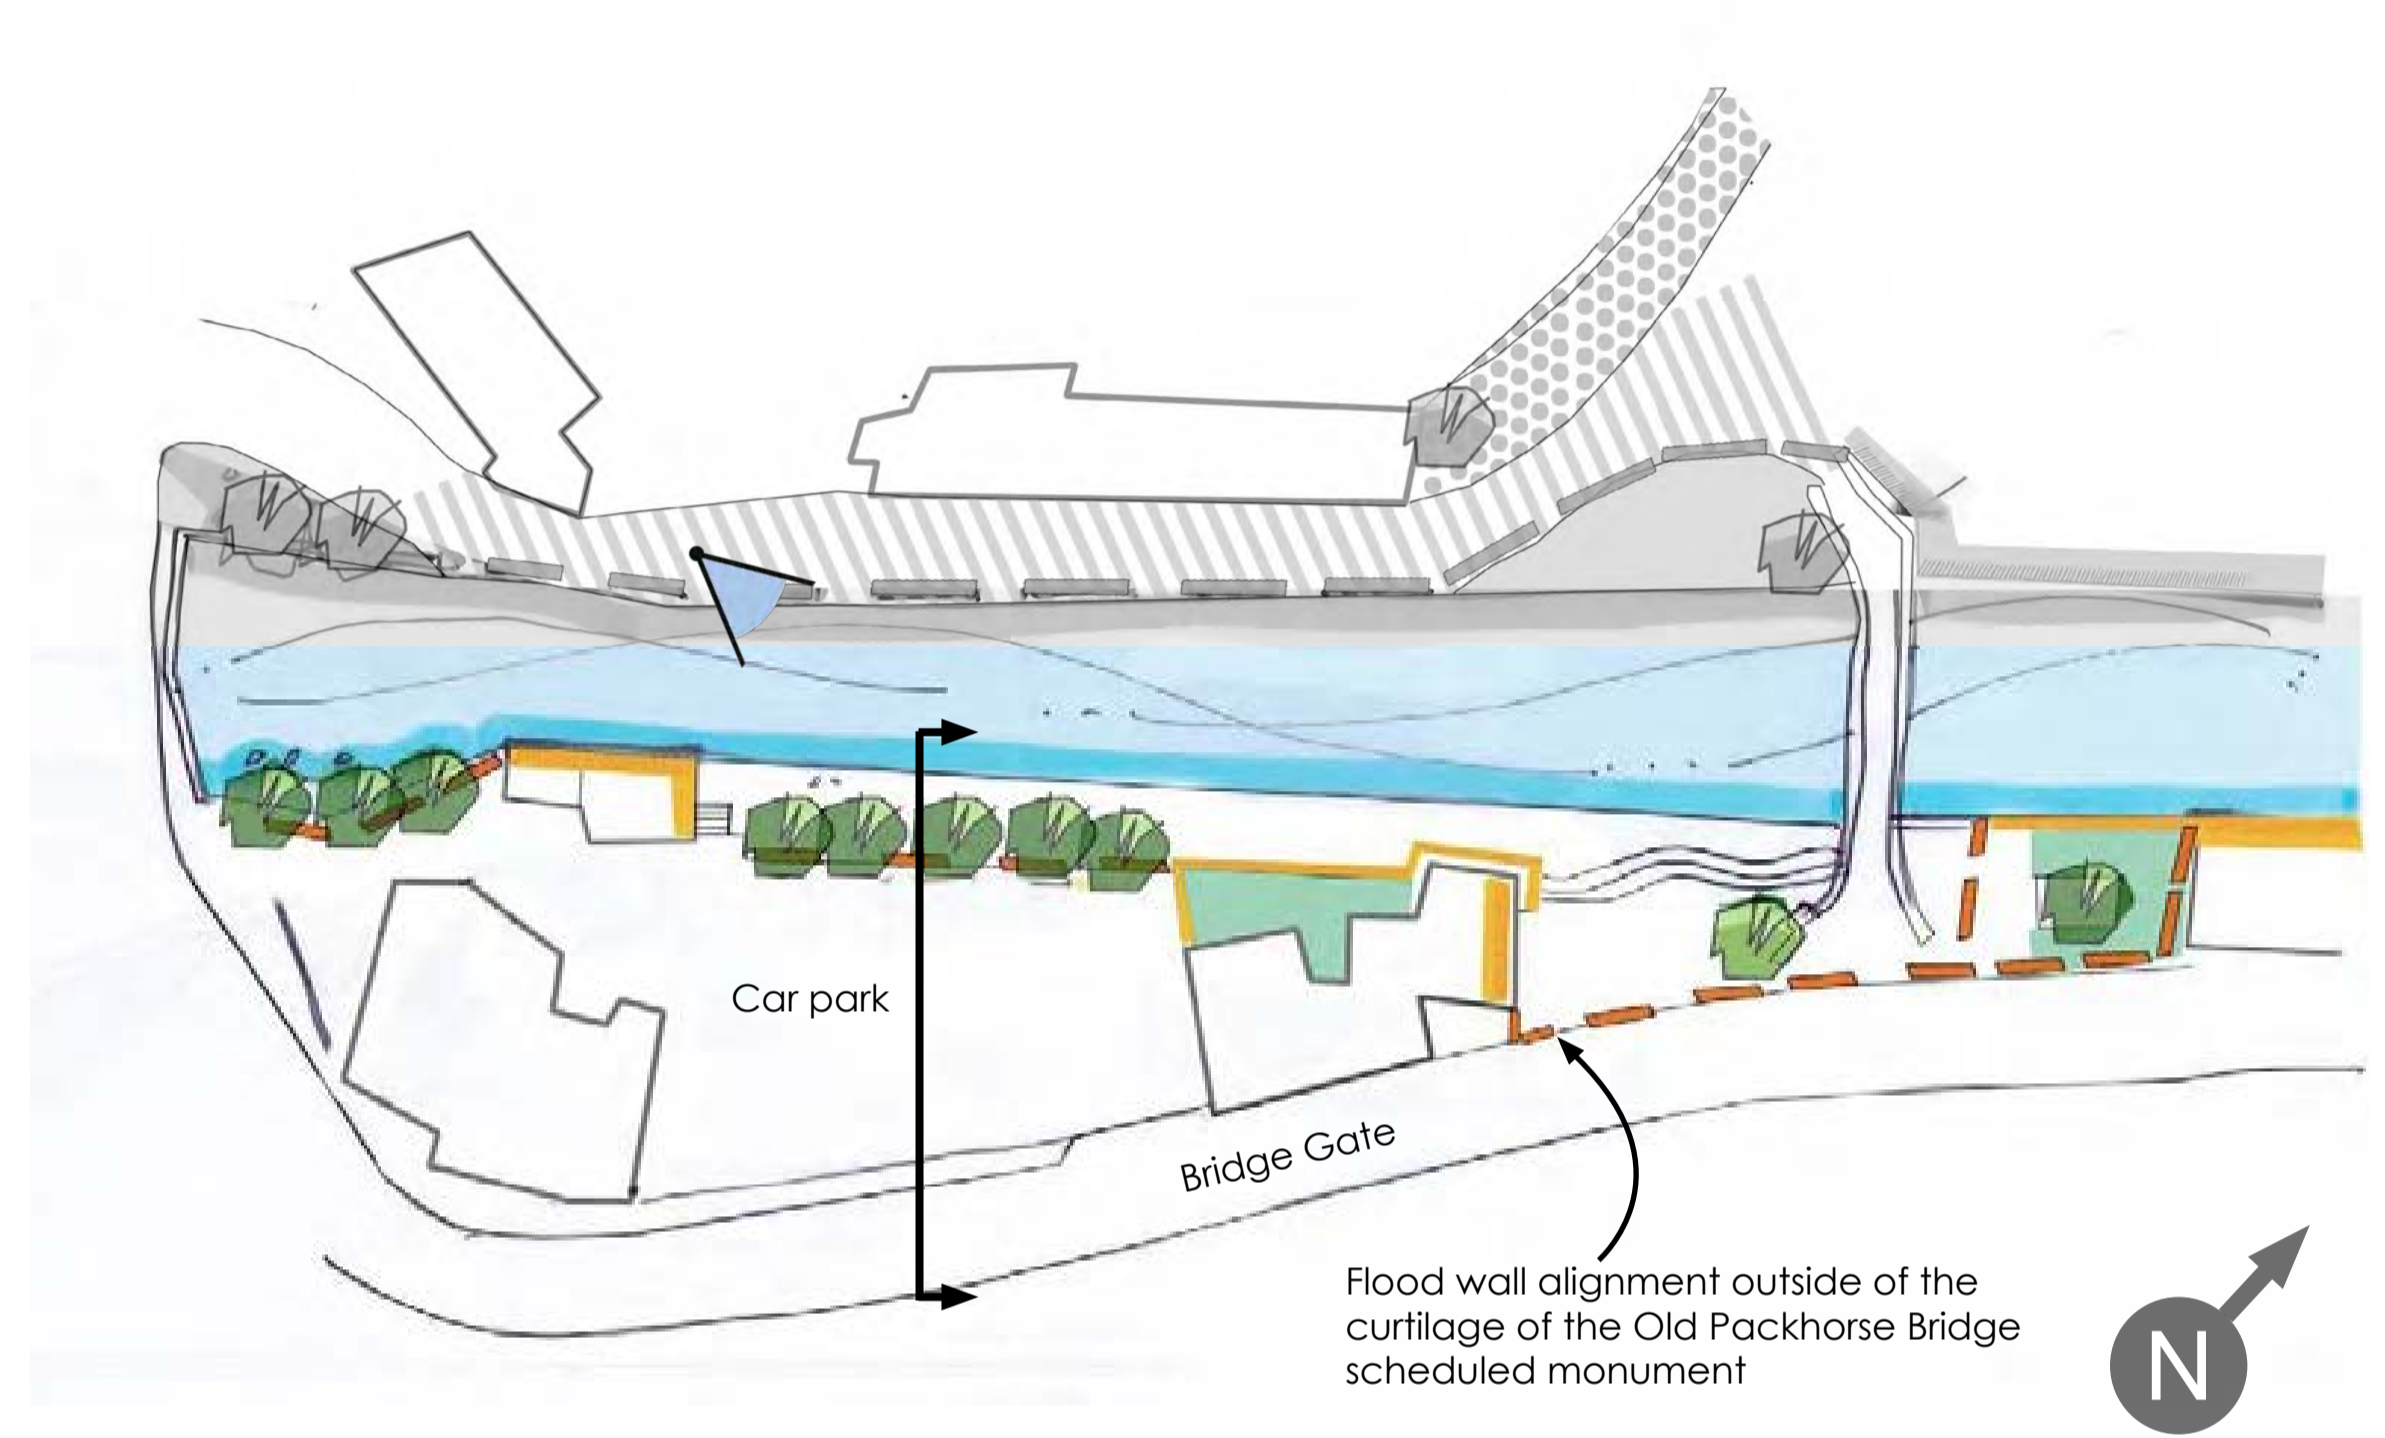 Car park
Bridge Gate
Flood wall alignment outside of the
curtilage of the Old Packhorse Bridge
scheduled monument
N